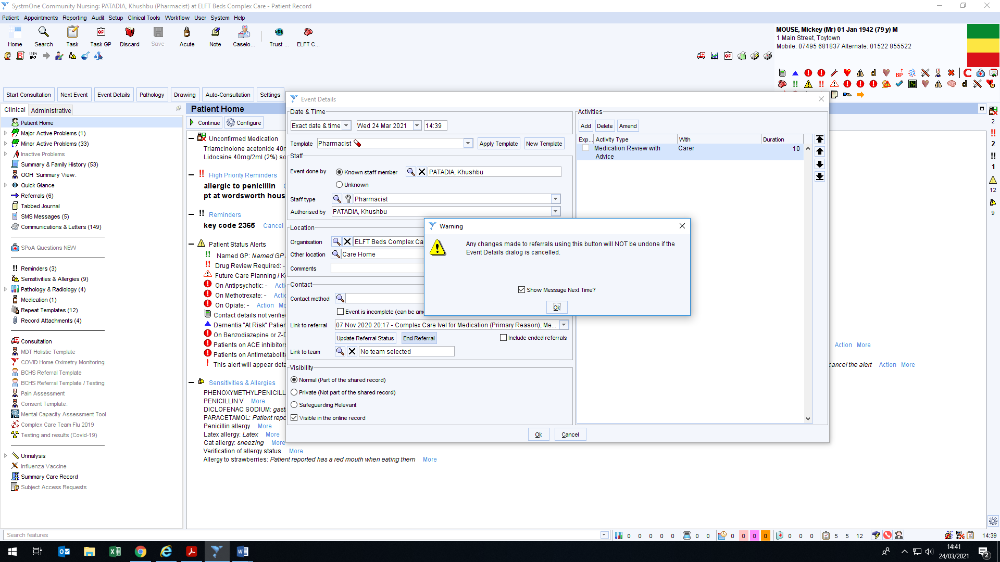 SystmOne Community Nursing: PATADIA, Khushbu (Pharmacist) at ELFT Beds Complex Care - Patient Record
Patient Appointments Reporting Audit Setup Clinical Tools Workflow User System Help
Home Search Task Task GP Discard Save Acute Note Caselo... Trust ... ELFT C...
MOUSE, Mickey (Mr) 01 Jan 1942 (79 y) M
1 Main Street, Toytown
Mobile: 07495 681837 Alternate: 01522 855522
Start Consultation Next Event Event Details Pathology Drawing Auto-Consultation Settings
Clinical Administrative
Patient Home
Major Active Problems (1)
Minor Active Problems (33)
Inactive Problems
Summary & Family History (53)
OOH Summary View.
Quick Glance
Referrals (6)
Tabbed Journal
SMS Messages (5)
Communications & Letters (149)
SPoA Questions NEW
Reminders (3)
Sensitivities & Allergies (9)
Pathology & Radiology (4)
Medication (1)
Repeat Templates (12)
Record Attachments (4)
Consultation
MDT Holistic Template
COVID Home Oximetry Monitoring
BCHS Referral Template
BCHS Referral Template / Testing
Pain Assessment
Consent Template.
Mental Capacity Assessment Tool
Complex Care Team Flu 2019
Testing and results (Covid-19)
Urinalysis
Influenza Vaccine
Summary Care Record
Subject Access Requests
Patient Home
Continue Configure
Unconfirmed Medication
Triamcinolone acetonide 40m
Lidocaine 40mg/2ml (2%) so
High Priority Reminders
allergic to peniciilin
pt at wordsworth hous
Reminders
key code 2365 Cancel
Patient Status Alerts
Named GP: Named GP
Drug Review Required: -
Future Care Planning / K
On Antipsychotic: - Acti
On Methotrexate: - Actio
On Opiate: - Action Mo
Contact details not verifie
Dementia "At Risk" Patien
On Benzodiazepine or Z-D
Patients on ACE inhibitors
Patients on Antimetabolite
This alert will appear deta
Action More
cancel the alert Action More
Sensitivities & Allergies
PHENOXYMETHYLPENICILL
PENICILLIN V More
DICLOFENAC SODIUM: gast
PARACETAMOL: Patient repo
Penicillin allergy More
Latex allergy: Latex More
Cat allergy: sneezing More
Verification of allergy status More
Allergy to strawberries: Patient reported has a red mouth when eating them More
Event Details
Date & Time
Exact date & time Wed 24 Mar 2021 14:39
Template Pharmacist Apply Template New Template
Staff
Event done by Known staff member PATADIA, Khushbu
Unknown
Staff type Pharmacist
Authorised by PATADIA, Khushbu
Location
Organisation ELFT Beds Complex Ca
Other location Care Home
Comments
Contact
Contact method
Event is incomplete (can be am
Link to referral 07 Nov 2020 20:17 - Complex Care Ivel for Medication (Primary Reason), Me...
Update Referral Status End Referral Include ended referrals
Link to team No team selected
Visibility
Normal (Part of the shared record)
Private (Not part of the shared record)
Safeguarding Relevant
Visible in the online record
Ok Cancel
Activities
Add Delete Amend
Exp... Activity Type With Duration
Medication Review with Carer 10
Advice
Warning
Any changes made to referrals using this button will NOT be undone if the
Event Details dialog is cancelled.
Show Message Next Time?
Ok
2
2
1
12
9
Search features
0 0 0 0 0 0 0 0 0 0 0 0 0 0 5 5 12 14:39
14:41
24/03/2021
2